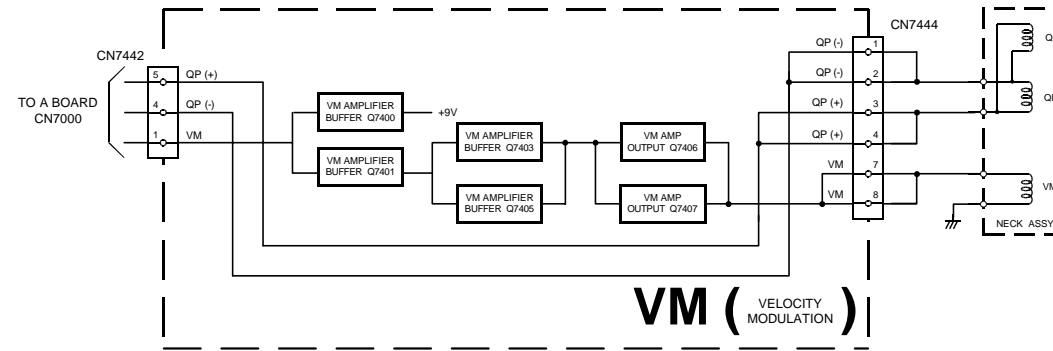 CN7442
TO A BOARD
CN7000
5
QP (+)
4
QP (-)
1
VM
VM AMPLIFIER
BUFFER Q7400
+9V
VM AMPLIFIER
BUFFER Q7401
VM AMPLIFIER
BUFFER Q7403
VM AMPLIFIER
BUFFER Q7405
VM AMP
OUTPUT Q7406
VM AMP
OUTPUT Q7407
CN7444
QP (-)
1
QP (-)
2
QP (+)
3
QP (+)
4
VM
7
VM
8
NECK ASSY
VM ( VELOCITY
MODULATION )